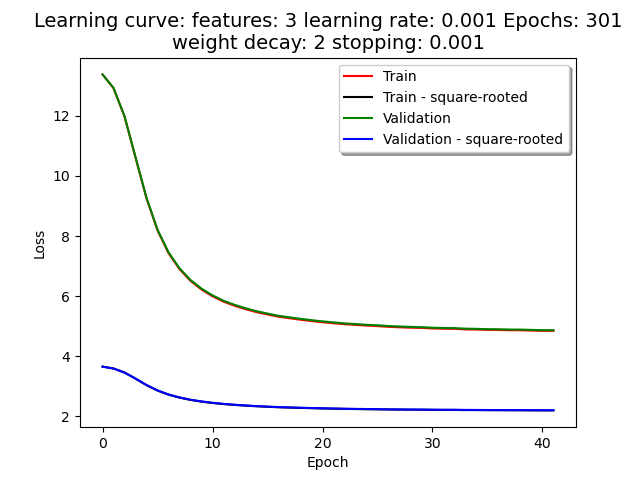 Learning curve: features: 3 learning rate: 0.001 Epochs: 301
weight decay: 2 stopping: 0.001
Train
Train - square-rooted
Validation
Validation - square-rooted
Loss
12
10
8
6
4
2
0
10
20
30
40
Epoch